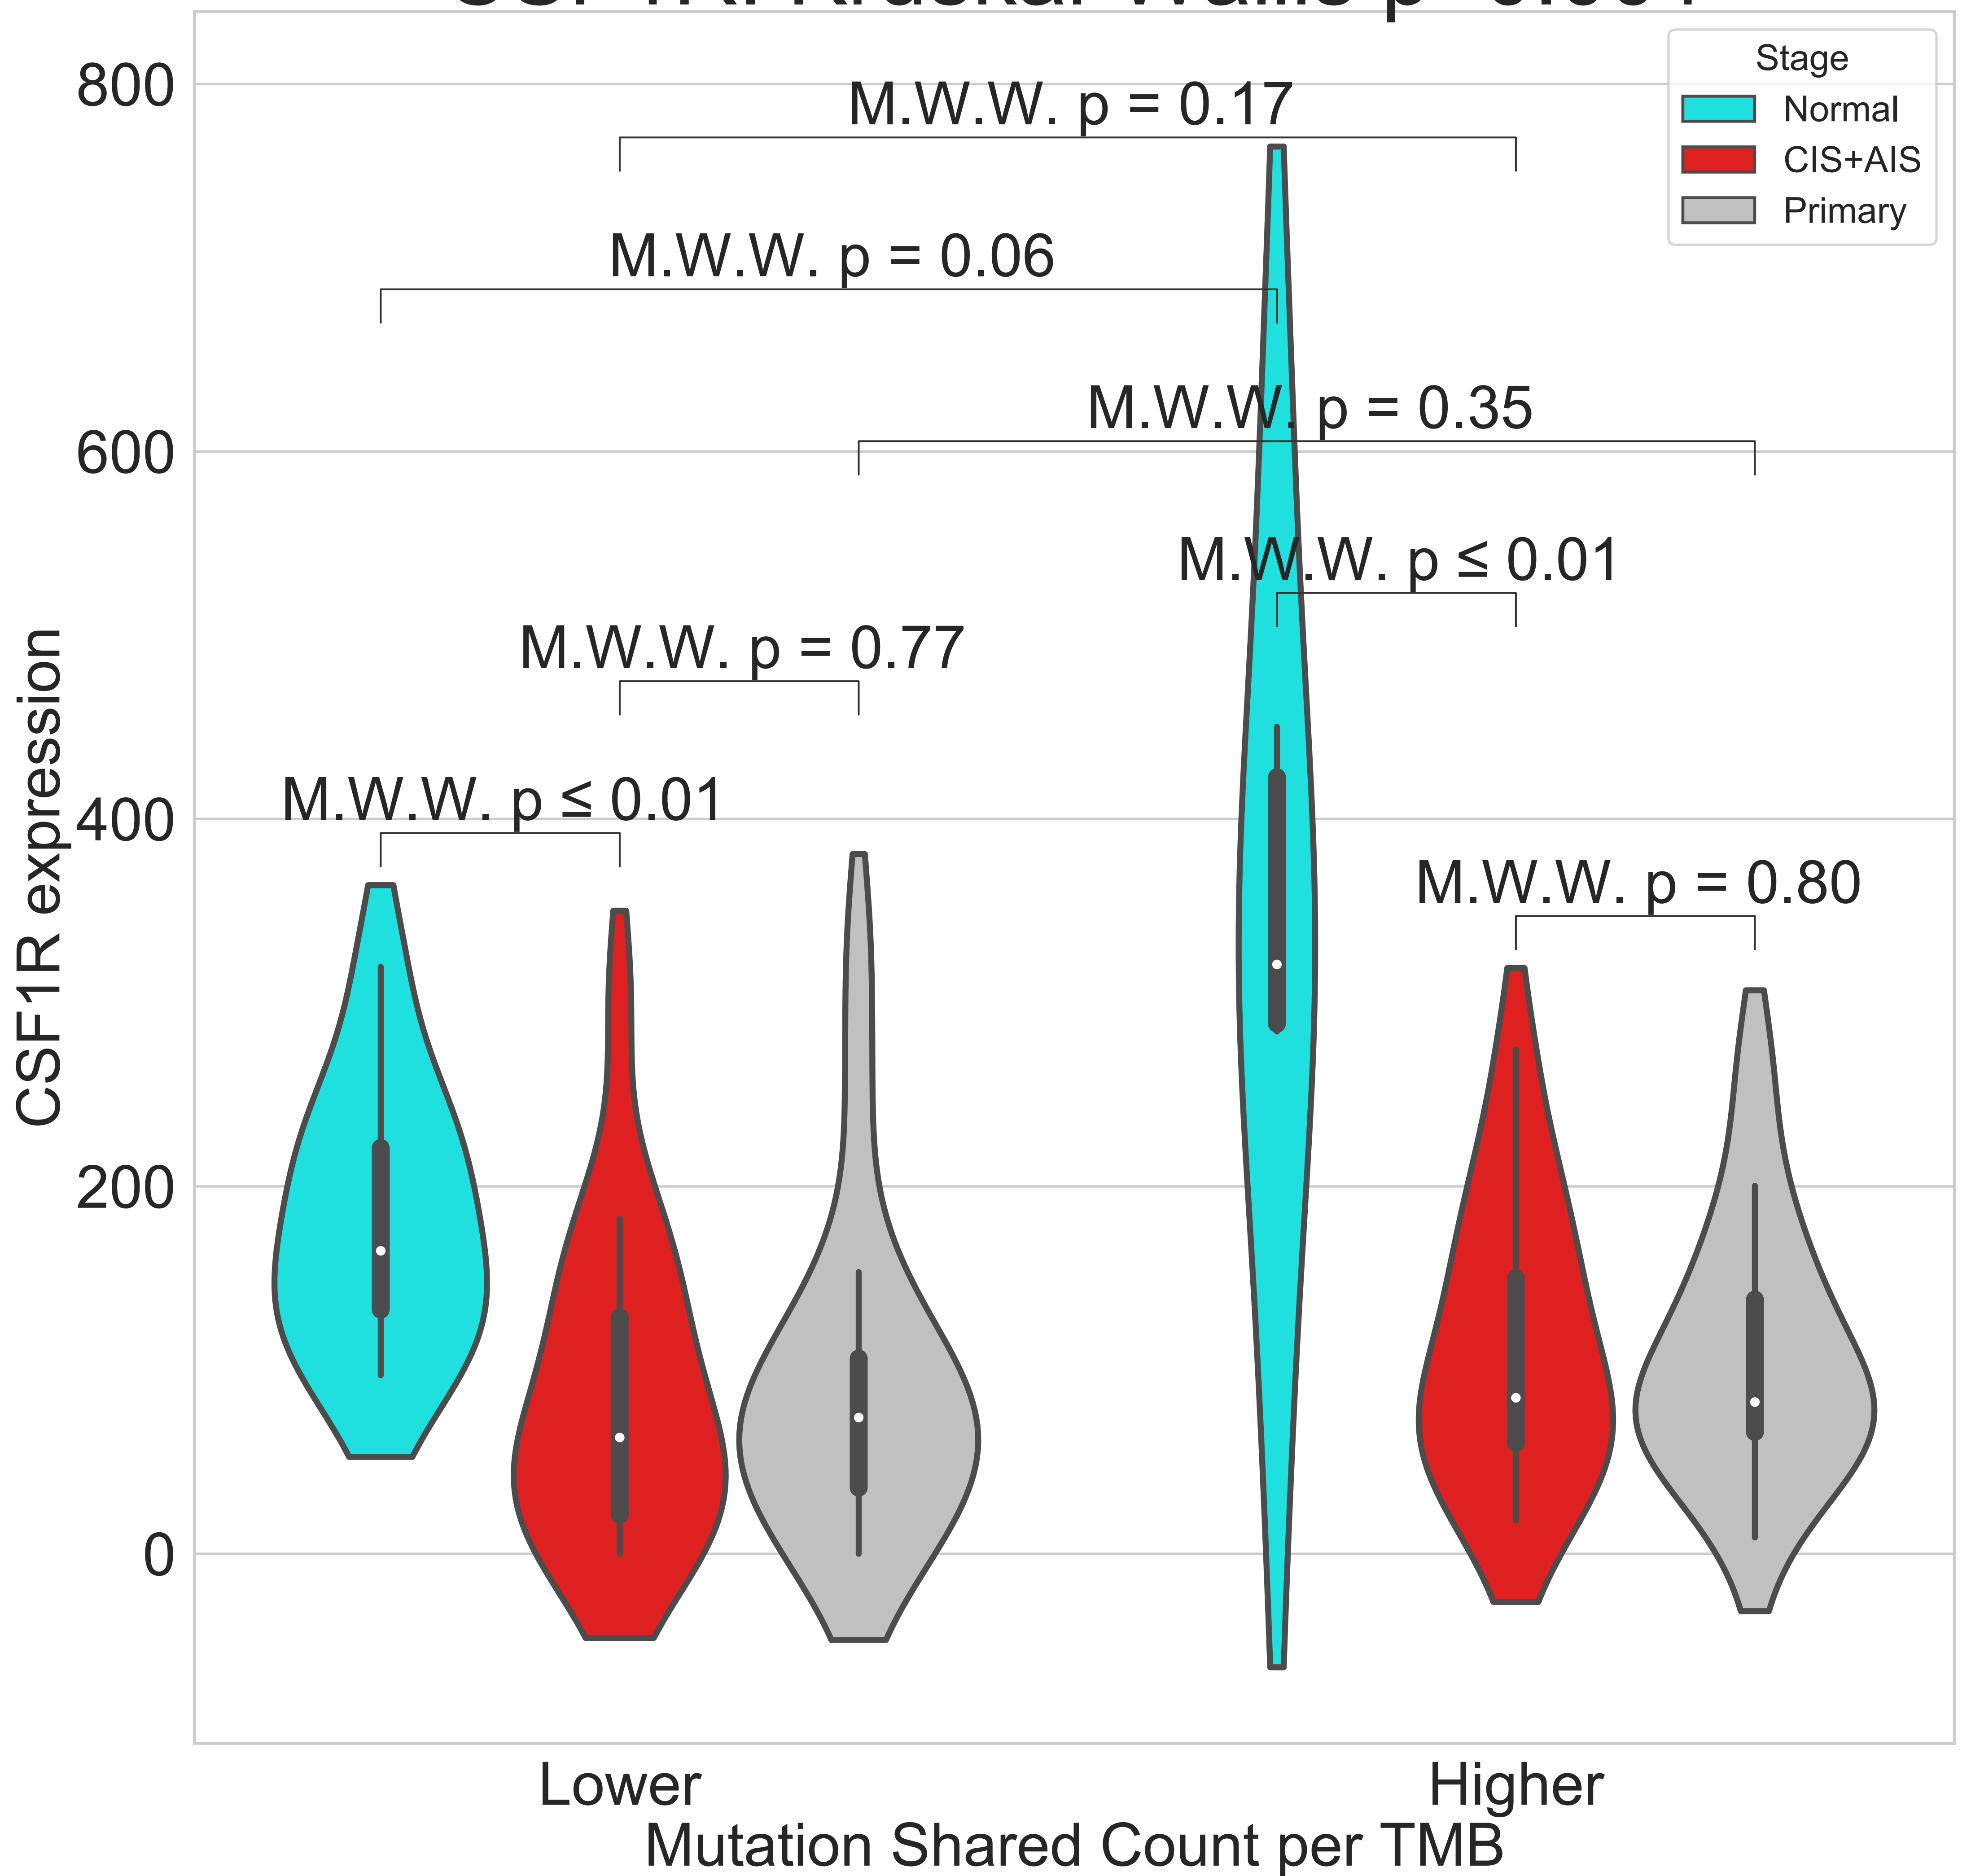 800
600
400
200
0
CSF1R expression
Stage
Normal
CIS+AIS
Primary
M.W.W. p = 0.17
M.W.W. p = 0.06
M.W.W. p = 0.35
M.W.W. p ≤ 0.01
M.W.W. p = 0.77
M.W.W. p ≤ 0.01
M.W.W. p = 0.80
Lower
Higher
Mutation Shared Count per TMB